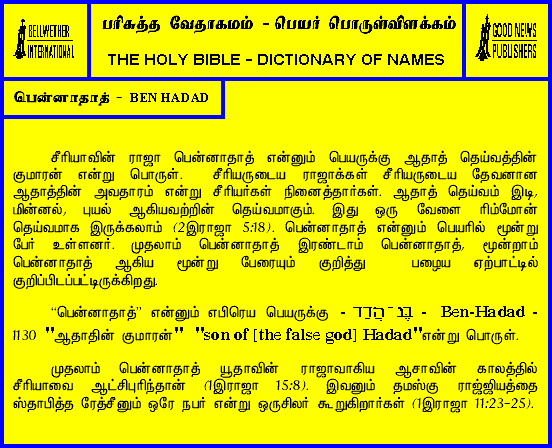 BELLWETHER
INTERNATIONAL
பரிசுத்த வேதாகமம் - பெயர் பொருள்விளக்கம்
THE HOLY BIBLE - DICTIONARY OF NAMES
GOOD NEWS
PUBLISHERS
பென்னாதாத் - BEN HADAD
சீரியாவின் ராஜா பென்னாதாத் என்னும் பெயருக்கு ஆதாத் தெய்வத்தின்
குமாரன் என்று பொருள். சீரியருடைய ராஜாக்கள் சீரியருடைய தேவனான
ஆதாத்தின் அவதாரம் என்று சீரியர்கள் நினைத்தார்கள். ஆதாத் தெய்வம் இடி,
மின்னல், புயல் ஆகியவற்றின் தெய்வமாகும். இது ஒரு வேளை ரிம்மோன்
தெய்வமாக இருக்கலாம் (2இராஜா 5:18). பென்னாதாத் என்னும் பெயரில் மூன்று
பேர் உள்ளனர். முதலாம் பென்னாதாத் இரண்டாம் பென்னாதாத், மூன்றாம்
பென்னாதாத் ஆகிய மூன்று பேரையும் குறித்து பழைய ஏற்பாட்டில்
குறிப்பிடப்பட்டிருக்கிறது.
“பென்னாதாத்” என்னும் எபிரெய பெயருக்கு - בֶּן־הֲדַד - Ben-Hadad -
1130 "ஆதாதின் குமாரன்" "son of [the false god] Hadad"என்று பொருள்.
முதலாம் பென்னாதாத் யூதாவின் ராஜாவாகிய ஆசாவின் காலத்தில்
சீரியாவை ஆட்சிபுரிந்தான் (1இராஜா 15:8). இவனும் தமஸ்கு ராஜ்ஜியத்தை
ஸ்தாபித்த ரேத்சீனும் ஒரே நபர் என்று ஒருசிலர் கூறுகிறார்கள் (1இராஜா 11:23-25).